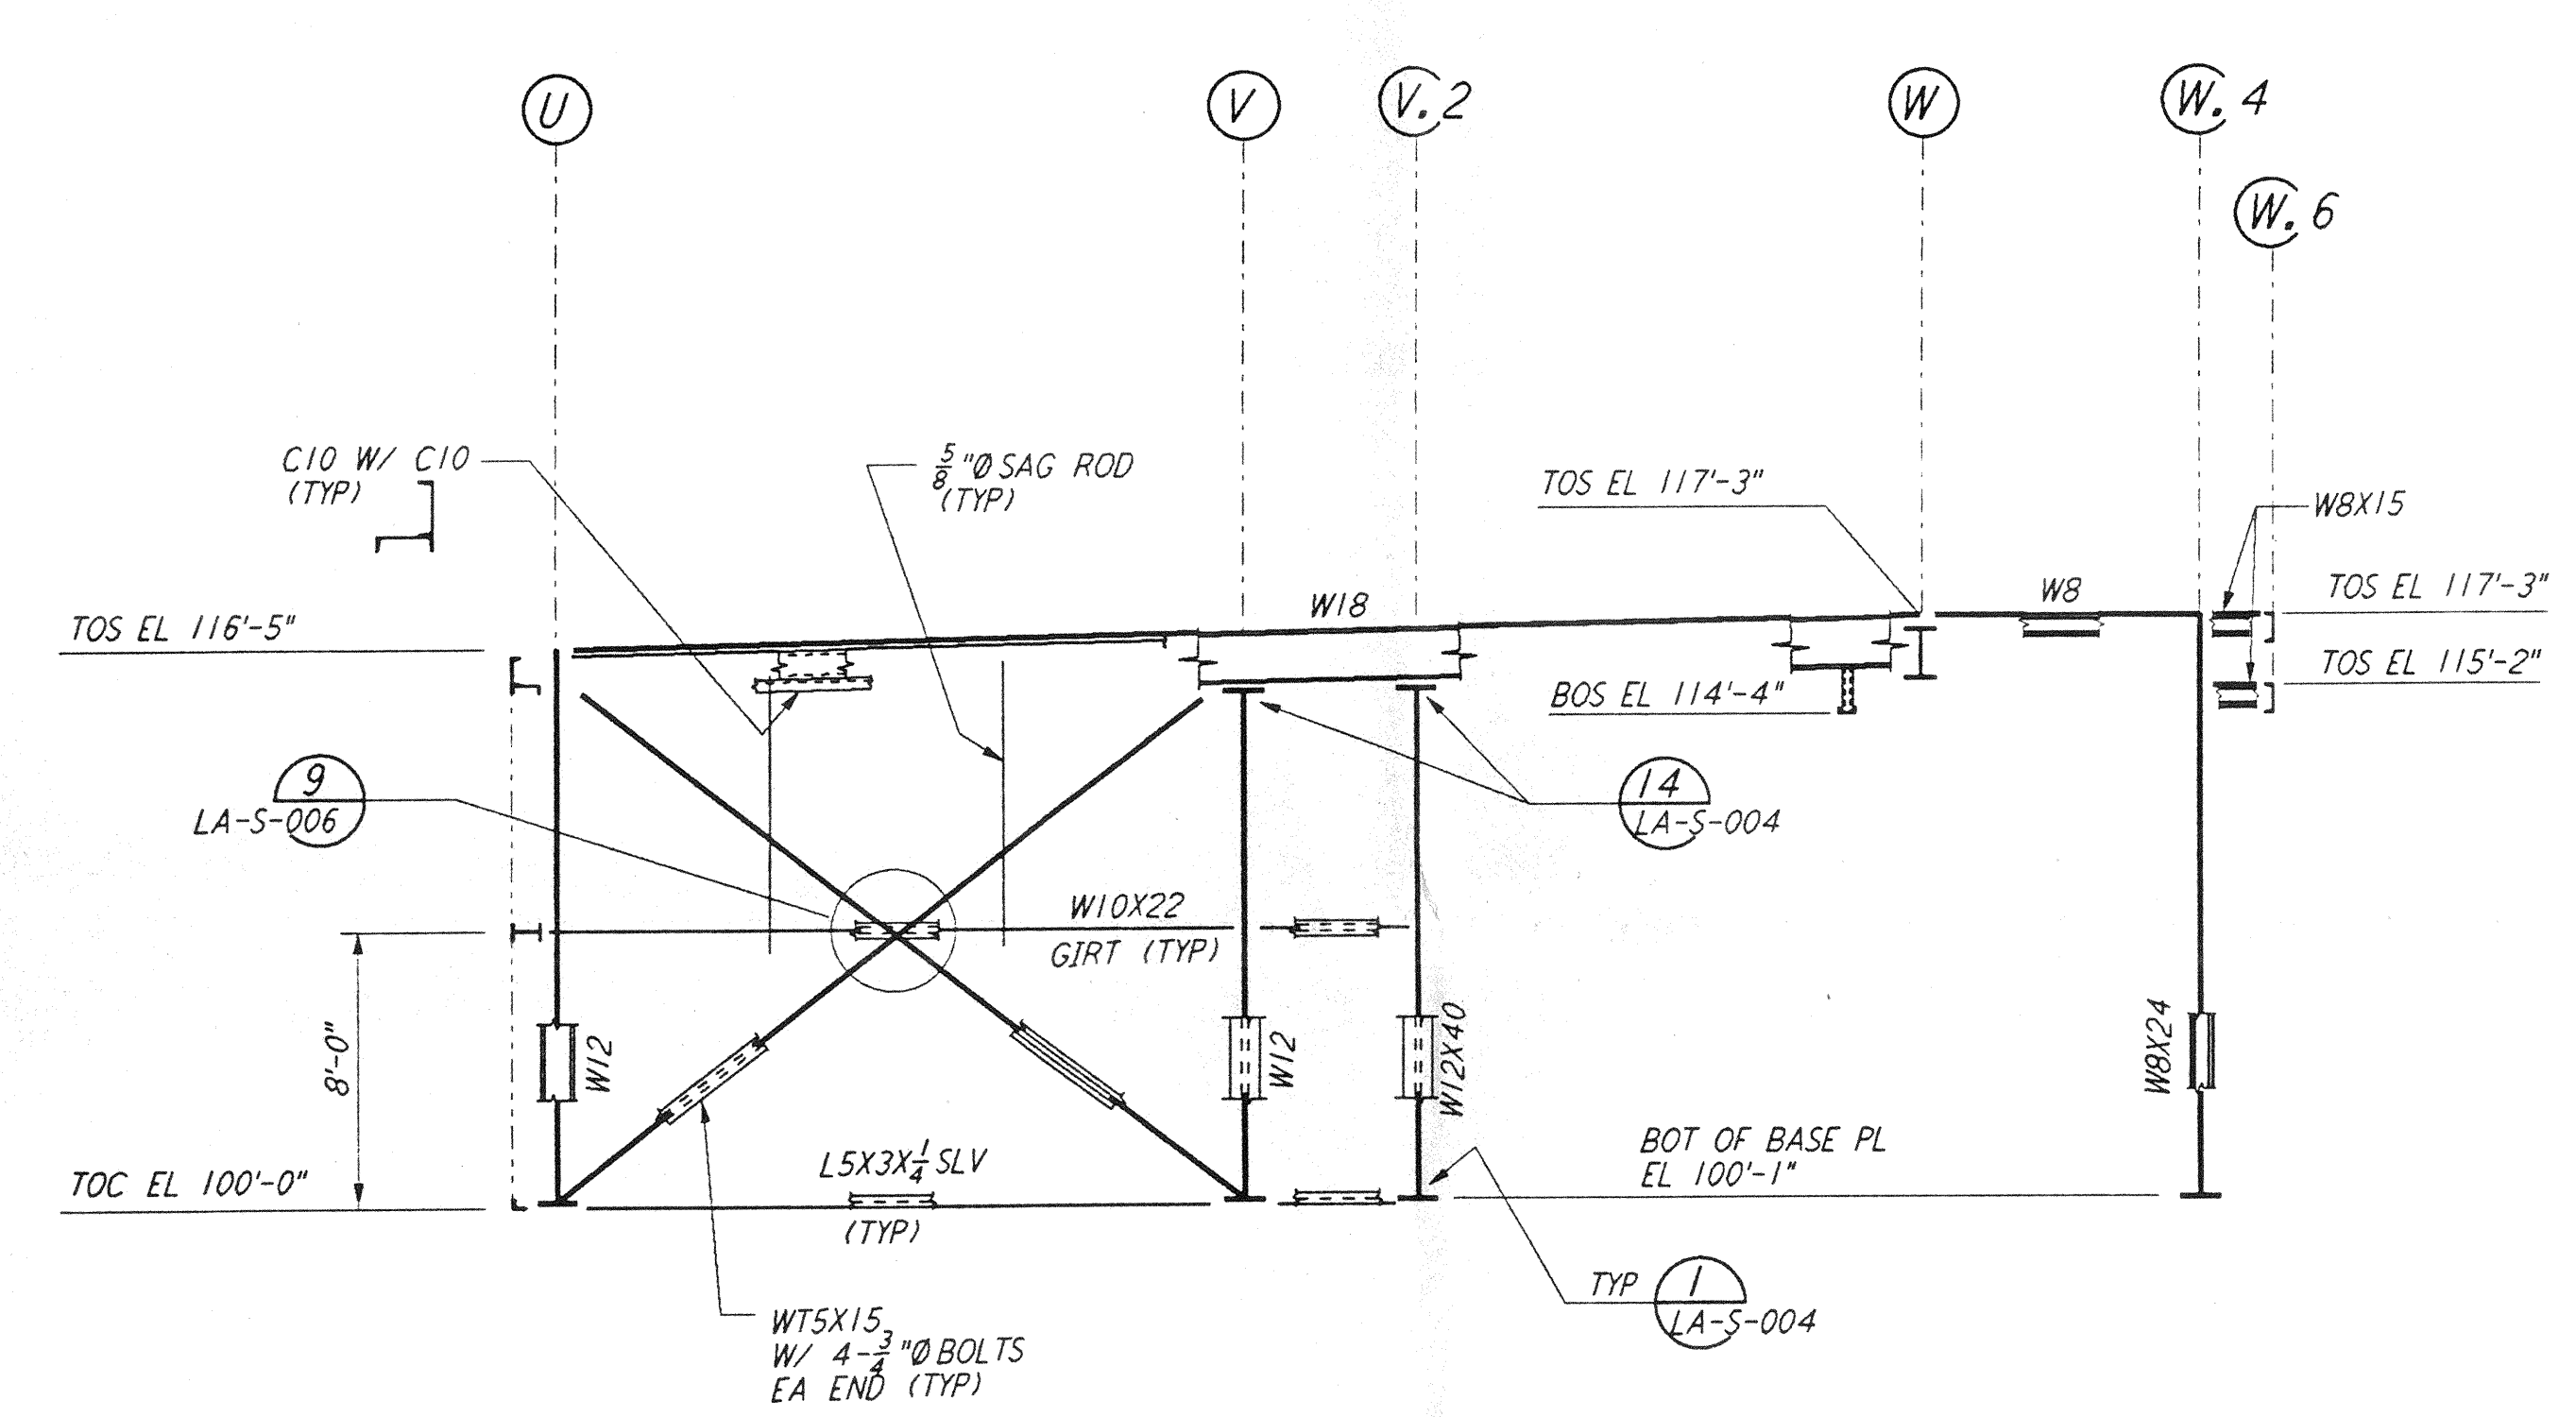 U
V
V.2
W
W.4
W.6
C10 W/ C10
(TYP)
5/8"Ø SAG ROD
(TYP)
TOS EL 117'-3"
W8X15
TOS EL 116'-5"
W18
W8
TOS EL 117'-3"
BOS EL 114'-4"
TOS EL 115'-2"
9
LA-S-006
14
LA-S-004
W10X22
GIRT (TYP)
8'-0"
W12
W12
W12X40
W8X24
TOC EL 100'-0"
L5X3X1/4 SLV
(TYP)
BOT OF BASE PL
EL 100'-1"
TYP
1
LA-S-004
WT5X15
W/ 4-3/4"Ø BOLTS
EA END (TYP)